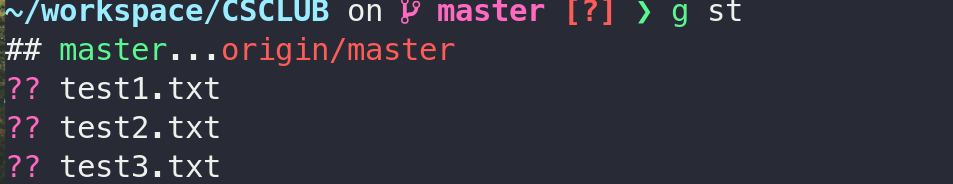 ~/workspace/CSCLUB on  master [?] ❯ g st
## master...origin/master
?? test1.txt
?? test2.txt
?? test3.txt